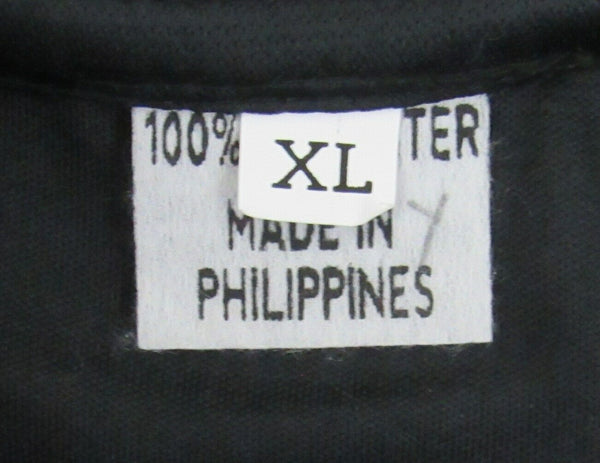 100% TER
XL
MADE IN
PHILIPPINES